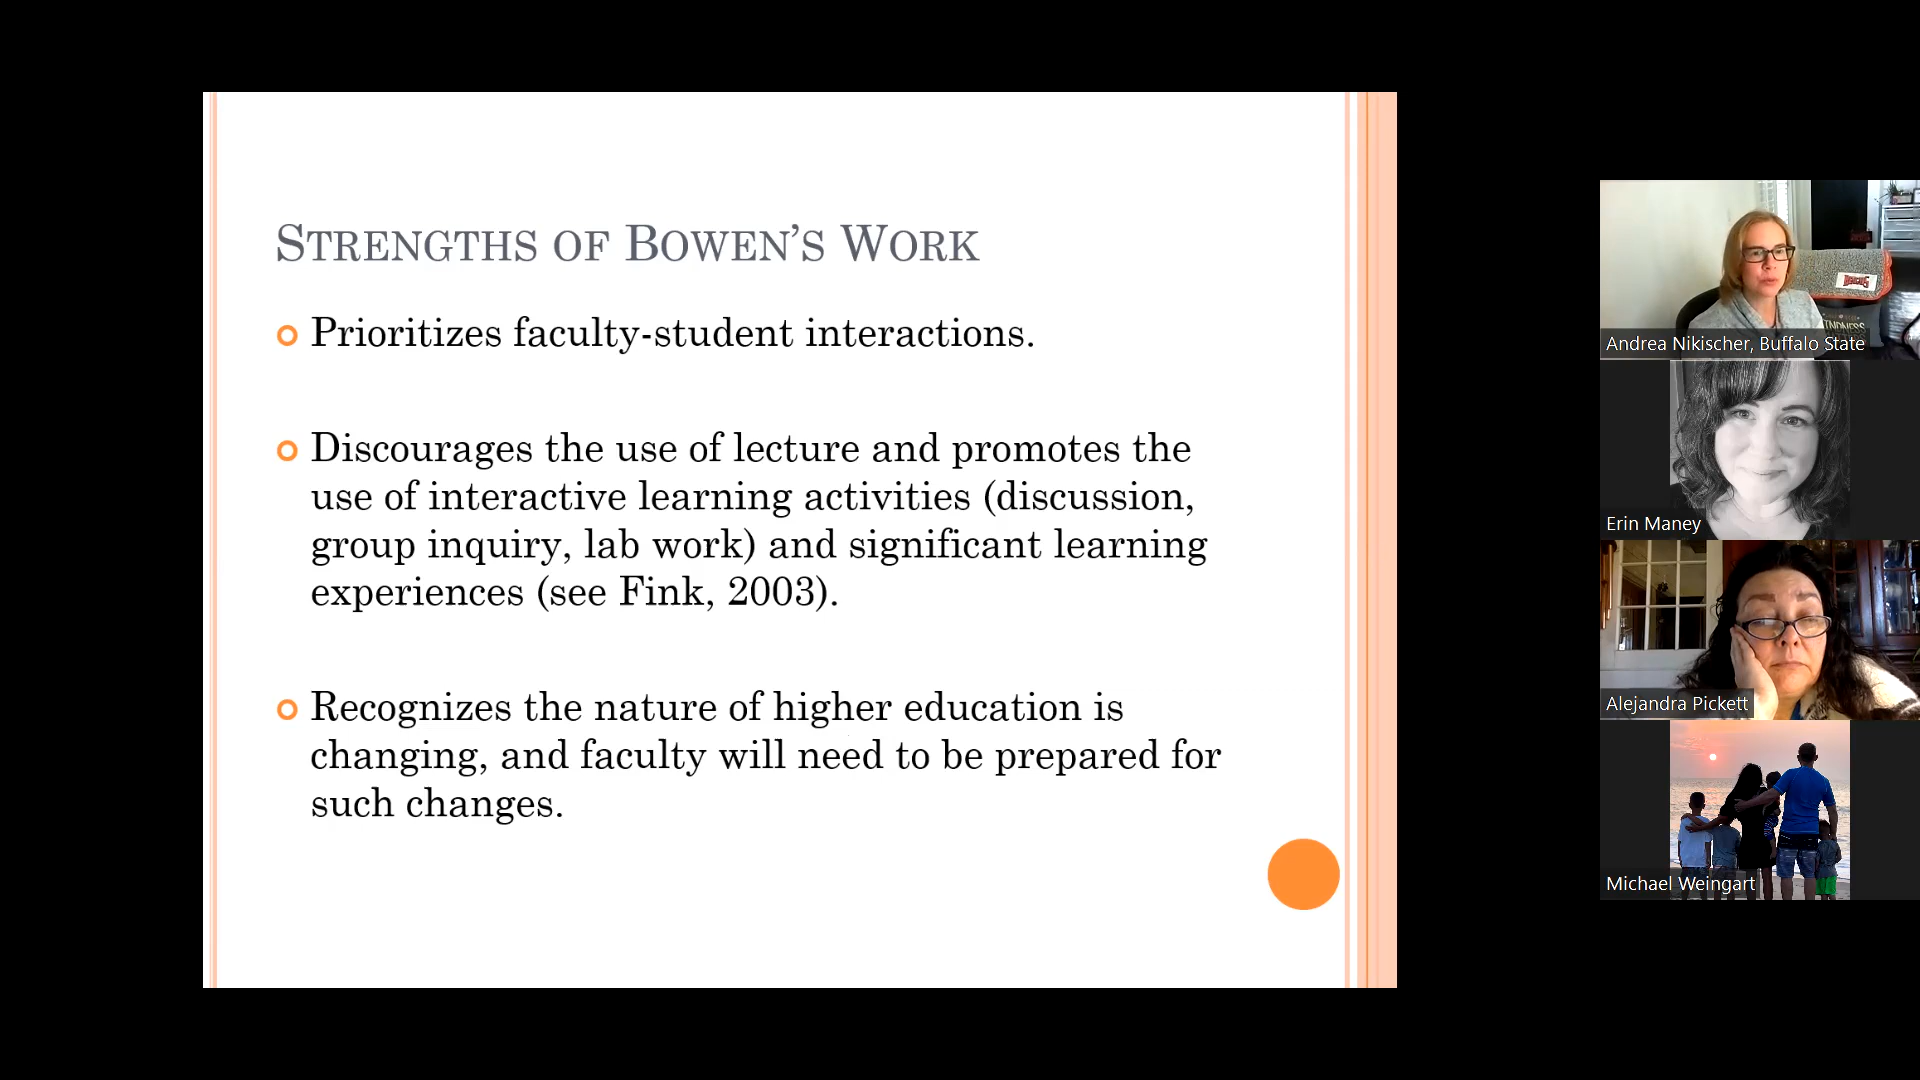 STRENGTHS OF BOWEN'S WORK
Prioritizes faculty-student interactions.
Discourages the use of lecture and promotes the
use of interactive learning activities (discussion,
group inquiry, lab work) and significant learning
experiences (see Fink, 2003).
Recognizes the nature of higher education is
changing, and faculty will need to be prepared for
such changes.
Andrea Nikischer, Buffalo State
Erin Maney
Alejandra Pickett
Michael Weingart